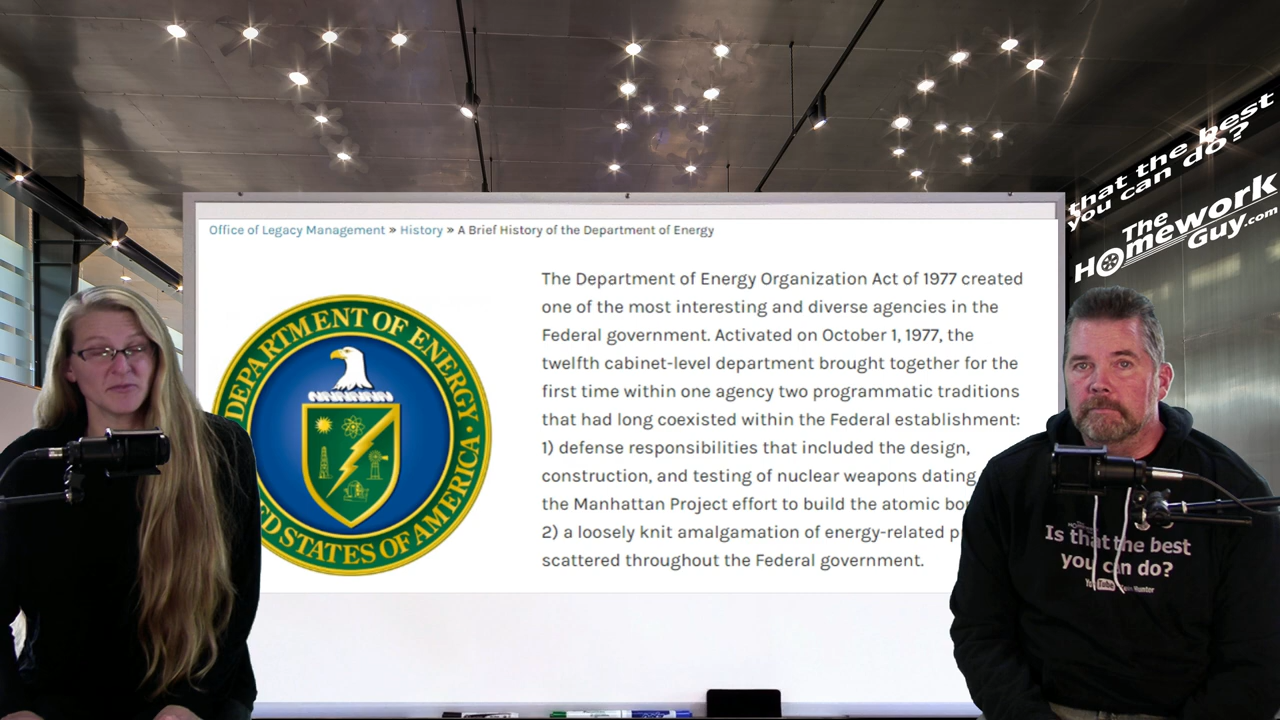 that the best
you can do?
The
Homework
Guy.com
Office of Legacy Management » History » A Brief History of the Department of Energy
The Department of Energy Organization Act of 1977 created
one of the most interesting and diverse agencies in the
Federal government. Activated on October 1, 1977, the
twelfth cabinet-level department brought together for the
first time within one agency two programmatic traditions
that had long coexisted within the Federal establishment:
1) defense responsibilities that included the design,
construction, and testing of nuclear weapons dating
the Manhattan Project effort to build the atomic
2) a loosely knit amalgamation of energy-related
scattered throughout the Federal government.
DEPARTMENT OF ENERGY
STATES OF AMERICA
Is that the best
you can do?
YouTube Hunter